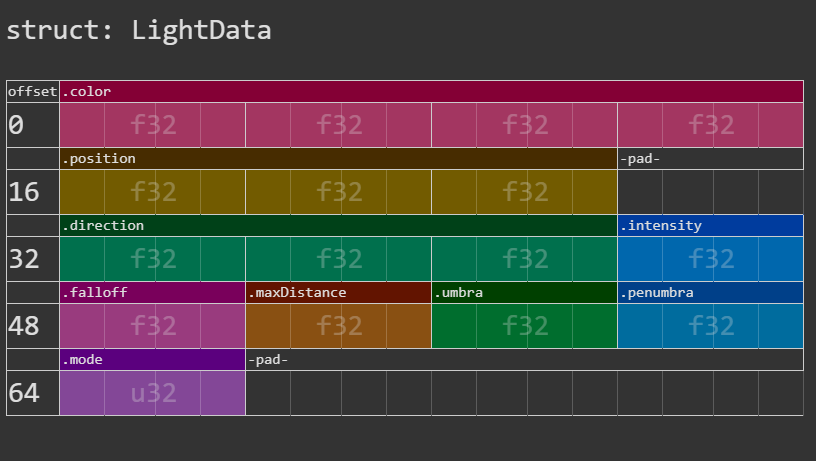 struct: LightData
offset .color
0 f32 f32 f32 f32
.position -pad-
16 f32 f32 f32
.direction .intensity
32 f32 f32 f32 f32
.falloff .maxDistance .umbra .penumbra
48 f32 f32 f32 f32
.mode -pad-
64 u32